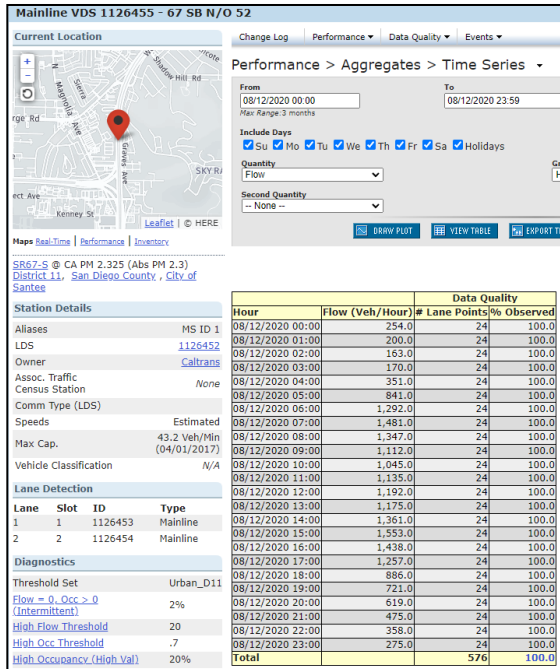 Mainline VDS 1126455 - 67 SB N/O 52
Current Location
+
-
Shadow Hill Rd
Sierra
Magnolia Ave
Graves Ave
rge Rd
SKY RA
ect Ave
Kenney St
Leaflet | © HERE
Maps Real-Time | Performance | Inventory
SR67-S @ CA PM 2.325 (Abs PM 2.3)
District 11, San Diego County , City of
Santee
Station Details
Aliases MS ID 1
LDS 1126452
Owner Caltrans
Assoc. Traffic
Census Station None
Comm Type (LDS)
Speeds Estimated
Max Cap. 43.2 Veh/Min
(04/01/2017)
Vehicle Classification N/A
Lane Detection
Lane Slot ID Type
1 1 1126453 Mainline
2 2 1126454 Mainline
Diagnostics
Threshold Set Urban_D11
Flow = 0, Occ > 0
(Intermittent) 2%
High Flow Threshold 20
High Occ Threshold .7
High Occupancy (High Val) 20%
Change Log Performance Data Quality Events
Performance > Aggregates > Time Series
From To
08/12/2020 00:00 08/12/2020 23:59
Max Range:3 months
Include Days
Su Mo Tu We Th Fr Sa Holidays
Quantity Gr
Flow H
Second Quantity
-- None --
DRAW PLOT VIEW TABLE EXPORT T
Data Quality
Hour Flow (Veh/Hour) # Lane Points % Observed
08/12/2020 00:00 254.0 24 100.0
08/12/2020 01:00 200.0 24 100.0
08/12/2020 02:00 163.0 24 100.0
08/12/2020 03:00 170.0 24 100.0
08/12/2020 04:00 351.0 24 100.0
08/12/2020 05:00 841.0 24 100.0
08/12/2020 06:00 1,292.0 24 100.0
08/12/2020 07:00 1,481.0 24 100.0
08/12/2020 08:00 1,347.0 24 100.0
08/12/2020 09:00 1,112.0 24 100.0
08/12/2020 10:00 1,045.0 24 100.0
08/12/2020 11:00 1,135.0 24 100.0
08/12/2020 12:00 1,192.0 24 100.0
08/12/2020 13:00 1,175.0 24 100.0
08/12/2020 14:00 1,361.0 24 100.0
08/12/2020 15:00 1,553.0 24 100.0
08/12/2020 16:00 1,438.0 24 100.0
08/12/2020 17:00 1,257.0 24 100.0
08/12/2020 18:00 886.0 24 100.0
08/12/2020 19:00 721.0 24 100.0
08/12/2020 20:00 619.0 24 100.0
08/12/2020 21:00 475.0 24 100.0
08/12/2020 22:00 358.0 24 100.0
08/12/2020 23:00 275.0 24 100.0
Total 576 100.0